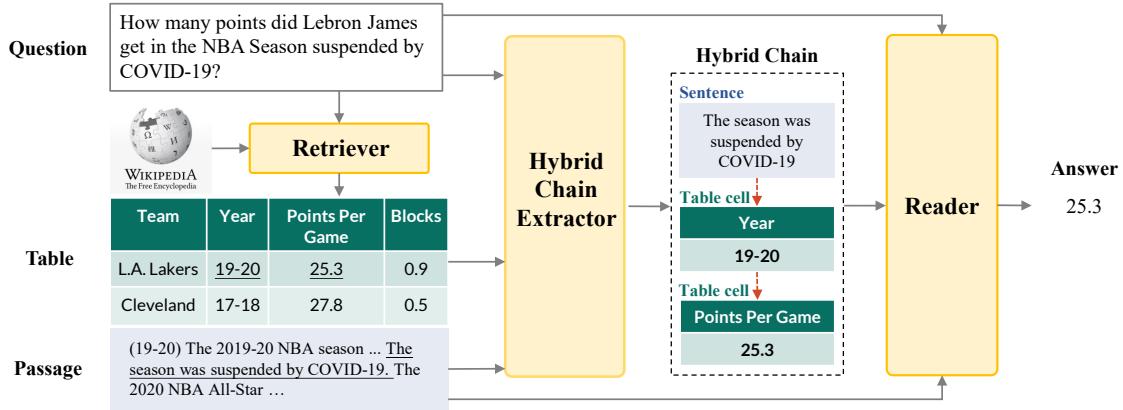 Question
How many points did Lebron James
get in the NBA Season suspended by
COVID-19?
WIKIPEDIA
The Free Encyclopedia
Retriever
Table
Team Year Points Per Game Blocks
L.A. Lakers 19-20 25.3 0.9
Cleveland 17-18 27.8 0.5
Passage
(19-20) The 2019-20 NBA season ... The
season was suspended by COVID-19. The
2020 NBA All-Star …
Hybrid
Chain
Extractor
Hybrid Chain
Sentence
The season was
suspended by
COVID-19
Table cell
Year
19-20
Table cell
Points Per Game
25.3
Reader
Answer
25.3